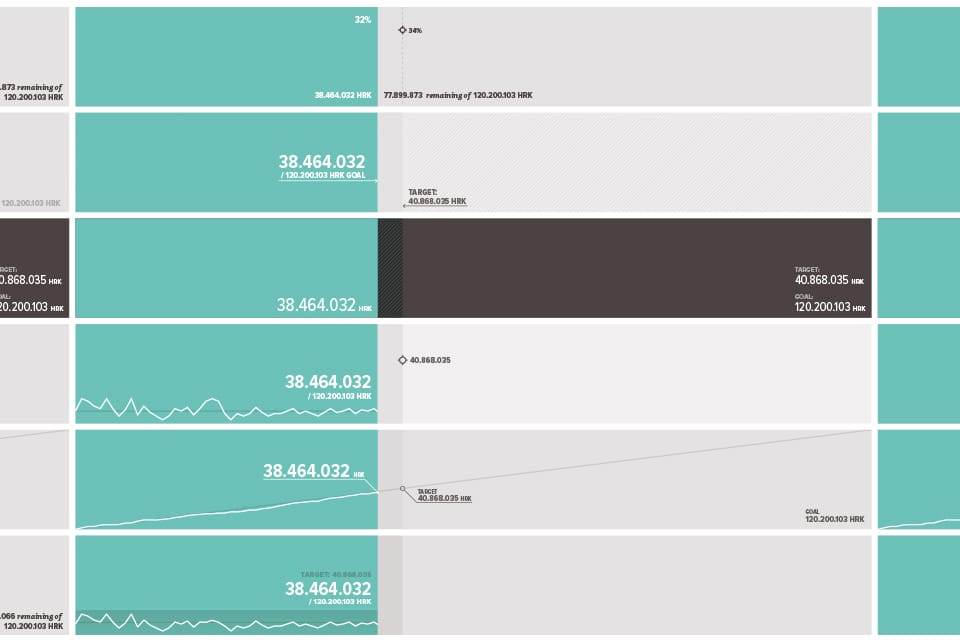 32%
34%
.873 remaining of
120.200.103 HRK
38.464.032 HRK
77.899.873 remaining of 120.200.103 HRK
120.200.103 HRK
38.464.032
/ 120.200.103 HRK GOAL
TARGET:
40.868.035 HRK
RGET:
0.868.035 HRK
AL:
20.200.103 HRK
38.464.032 HRK
TARGET:
40.868.035 HRK
GOAL:
120.200.103 HRK
38.464.032
/ 120.200.103 HRK
40.868.035
38.464.032 HRK
TARGET
40.868.035 HRK
GOAL
120.200.103 HRK
.066 remaining of
120.200.103 HRK
TARGET: 40.868.035
38.464.032
/ 120.200.103 HRK